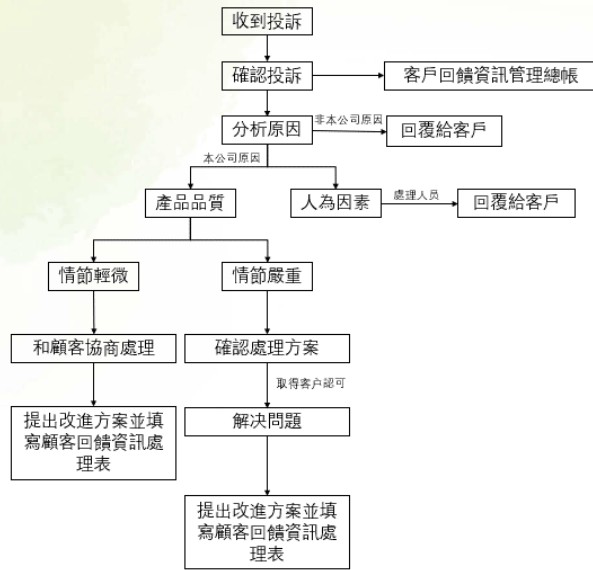 收到投訴
確認投訴
客戶回饋資訊管理總帳
分析原因
非本公司原因
回覆給客戶
本公司原因
產品品質
人為因素
處理人员
回覆給客戶
情節輕微
情節嚴重
和顧客協商處理
確認處理方案
取得客户認可
提出改進方案並填
寫顧客回饋資訊處
理表
解決問題
提出改進方案並填
寫顧客回饋資訊處
理表